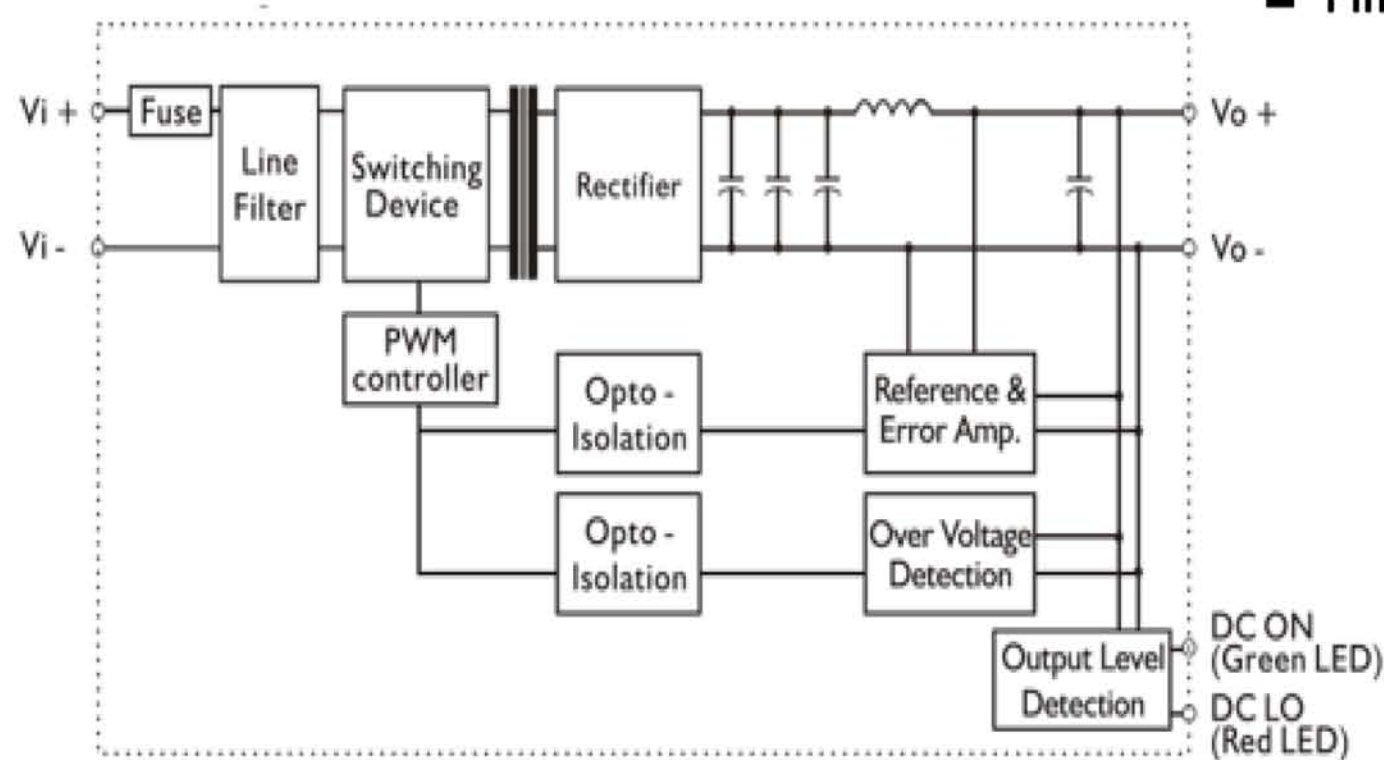 Vi +
Fuse
Line
Filter
Switching
Device
Rectifier
Vo +
Vi -
Vo -
PWM
controller
Opto -
Isolation
Reference &
Error Amp.
Opto -
Isolation
Over Voltage
Detection
Output Level
Detection
DC ON
(Green LED)
DC LO
(Red LED)